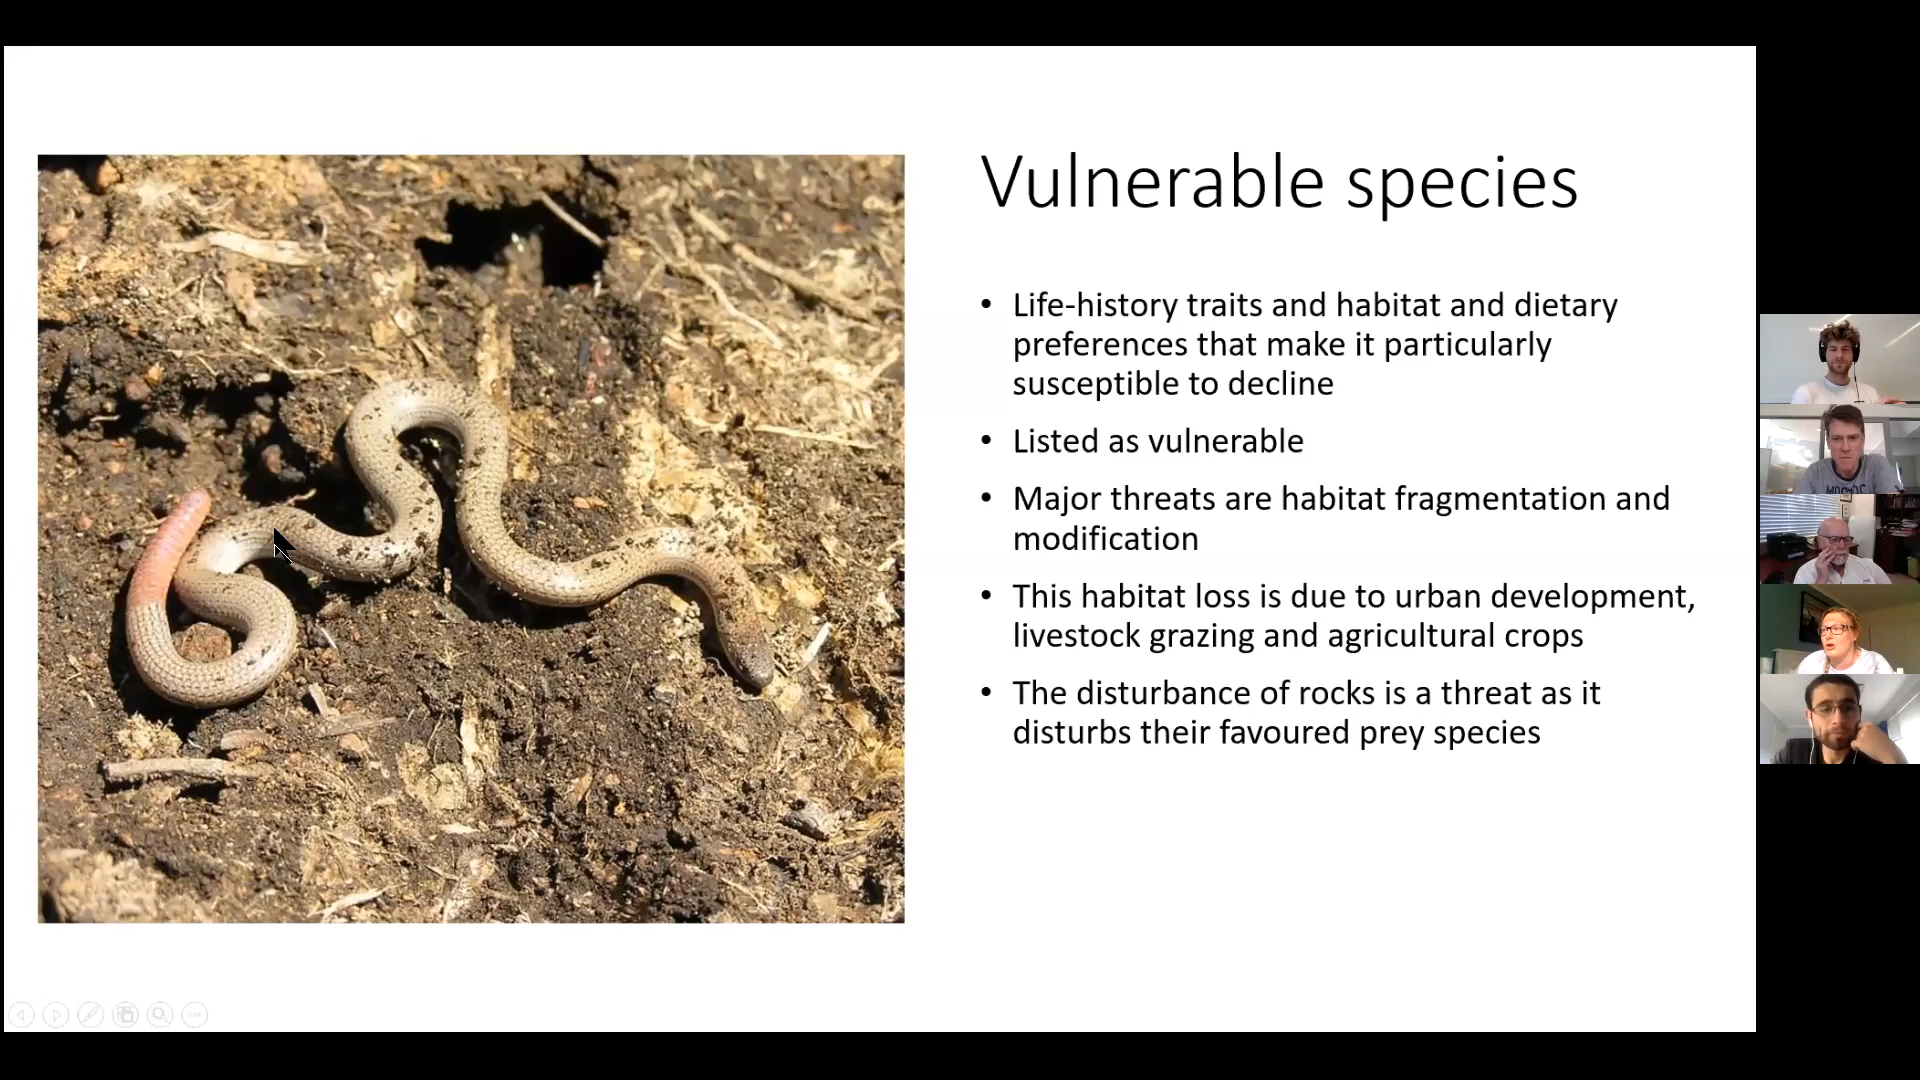 Vulnerable species
• Life-history traits and habitat and dietary
preferences that make it particularly
susceptible to decline
• Listed as vulnerable
• Major threats are habitat fragmentation and
modification
• This habitat loss is due to urban development,
livestock grazing and agricultural crops
• The disturbance of rocks is a threat as it
disturbs their favoured prey species